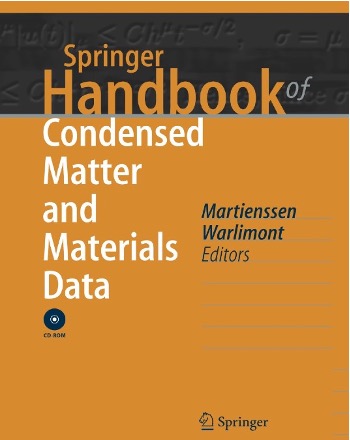 Springer
Handbook of
Condensed
Matter
and
Materials
Data
Martienssen
Warlimont
Editors
CD ROM
Springer